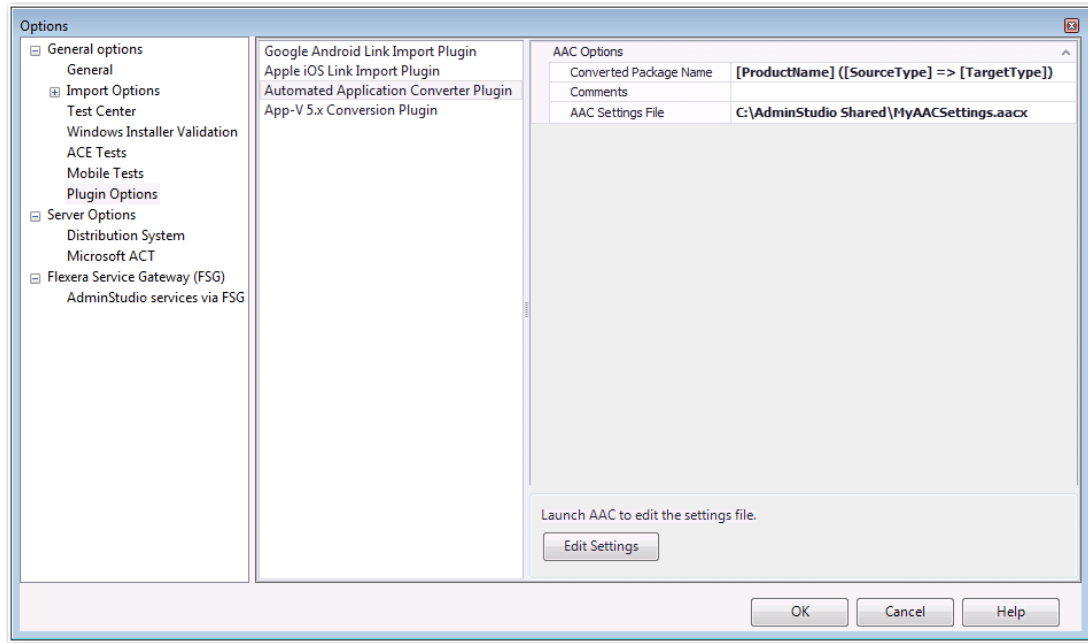 Options
General options
General
Import Options
Test Center
Windows Installer Validation
ACE Tests
Mobile Tests
Plugin Options
Server Options
Distribution System
Microsoft ACT
Flexera Service Gateway (FSG)
AdminStudio services via FSG
Google Android Link Import Plugin
Apple iOS Link Import Plugin
Automated Application Converter Plugin
App-V 5.x Conversion Plugin
AAC Options
Converted Package Name [ProductName] ([SourceType] => [TargetType])
Comments
AAC Settings File C:\AdminStudio Shared\MyAACSettings.aacx
Launch AAC to edit the settings file.
Edit Settings
OK Cancel Help